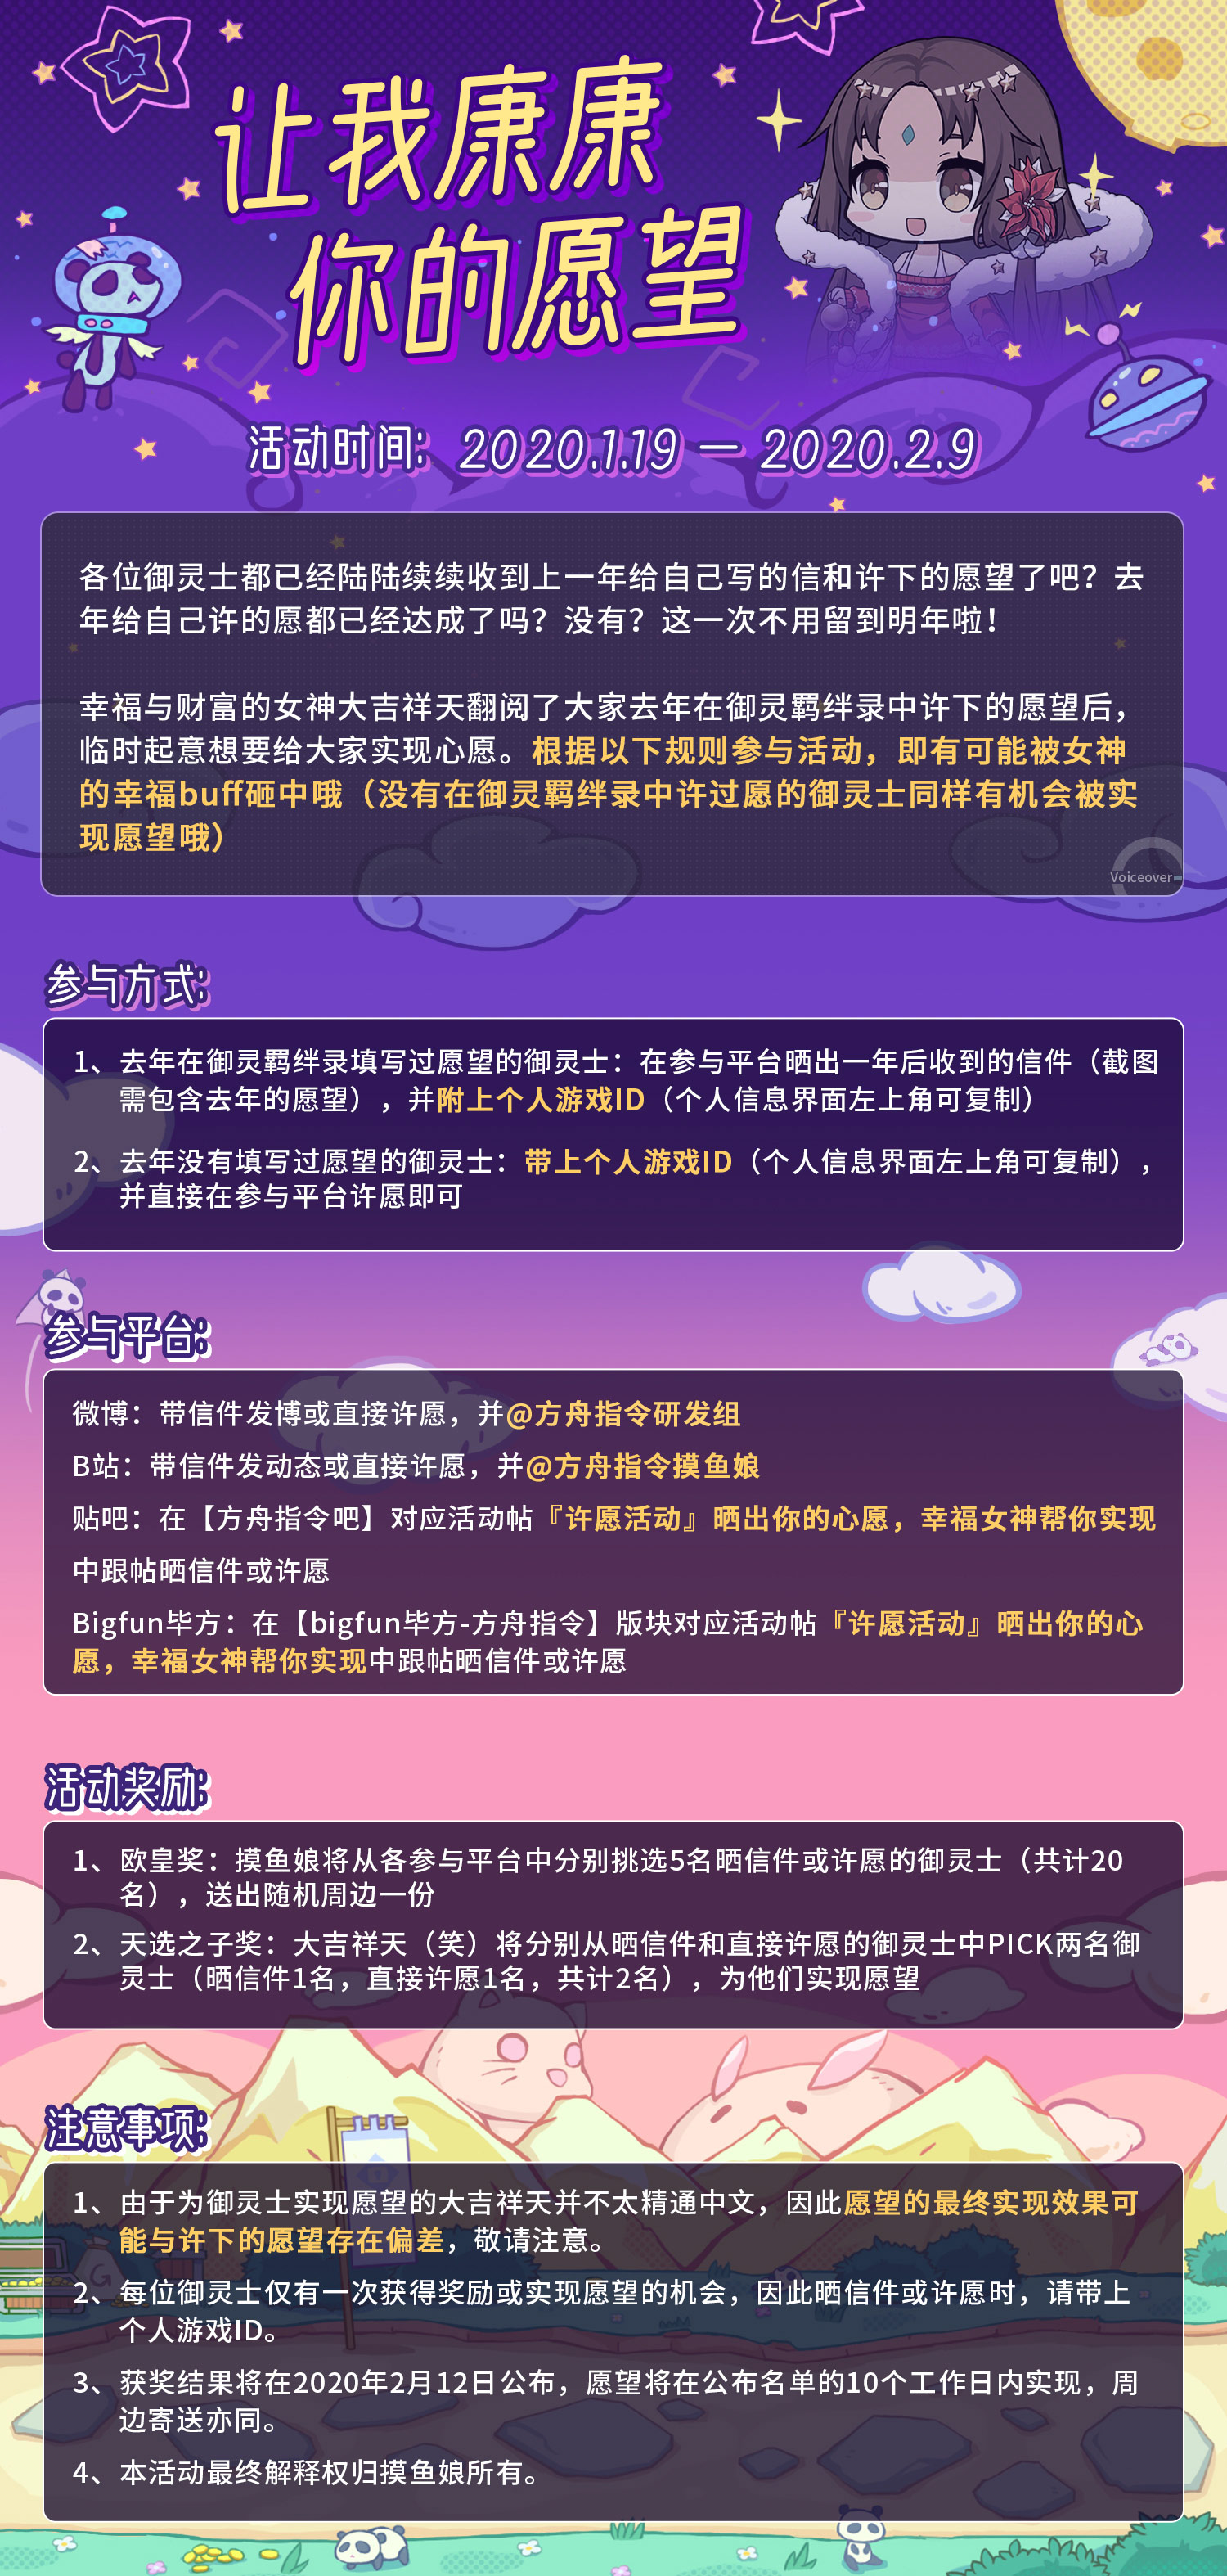 让我康康
你的愿望
活动时间: 2020.1.19 — 2020.2.9
各位御灵士都已经陆陆续续收到上一年给自己写的信和许下的愿望了吧？去
年给自己许的愿都已经达成了吗？没有？这一次不用留到明年啦！
幸福与财富的女神大吉祥天翻阅了大家去年在御灵羁绊录中许下的愿望后，
临时起意想要给大家实现心愿。根据以下规则参与活动，即有可能被女神
的幸福buff砸中哦（没有在御灵羁绊录中许过愿的御灵士同样有机会被实
现愿望哦）
Voiceover
参与方式:
1、去年在御灵羁绊录填写过愿望的御灵士：在参与平台晒出一年后收到的信件（截图
需包含去年的愿望），并附上个人游戏ID（个人信息界面左上角可复制）
2、去年没有填写过愿望的御灵士：带上个人游戏ID（个人信息界面左上角可复制），
并直接在参与平台许愿即可
参与平台:
微博：带信件发博或直接许愿，并@方舟指令研发组
B站：带信件发动态或直接许愿，并@方舟指令摸鱼娘
贴吧：在【方舟指令吧】对应活动帖『许愿活动』晒出你的心愿，幸福女神帮你实现
中跟帖晒信件或许愿
Bigfun毕方：在【bigfun毕方-方舟指令】版块对应活动帖『许愿活动』晒出你的心
愿，幸福女神帮你实现中跟帖晒信件或许愿
活动奖励:
1、欧皇奖：摸鱼娘将从各参与平台中分别挑选5名晒信件或许愿的御灵士（共计20
名），送出随机周边一份
2、天选之子奖：大吉祥天（笑）将分别从晒信件和直接许愿的御灵士中PICK两名御
灵士（晒信件1名，直接许愿1名，共计2名），为他们实现愿望
注意事项:
1、由于为御灵士实现愿望的大吉祥天并不太精通中文，因此愿望的最终实现效果可
能与许下的愿望存在偏差，敬请注意。
2、每位御灵士仅有一次获得奖励或实现愿望的机会，因此晒信件或许愿时，请带上
个人游戏ID。
3、获奖结果将在2020年2月12日公布，愿望将在公布名单的10个工作日内实现，周
边寄送亦同。
4、本活动最终解释权归摸鱼娘所有。